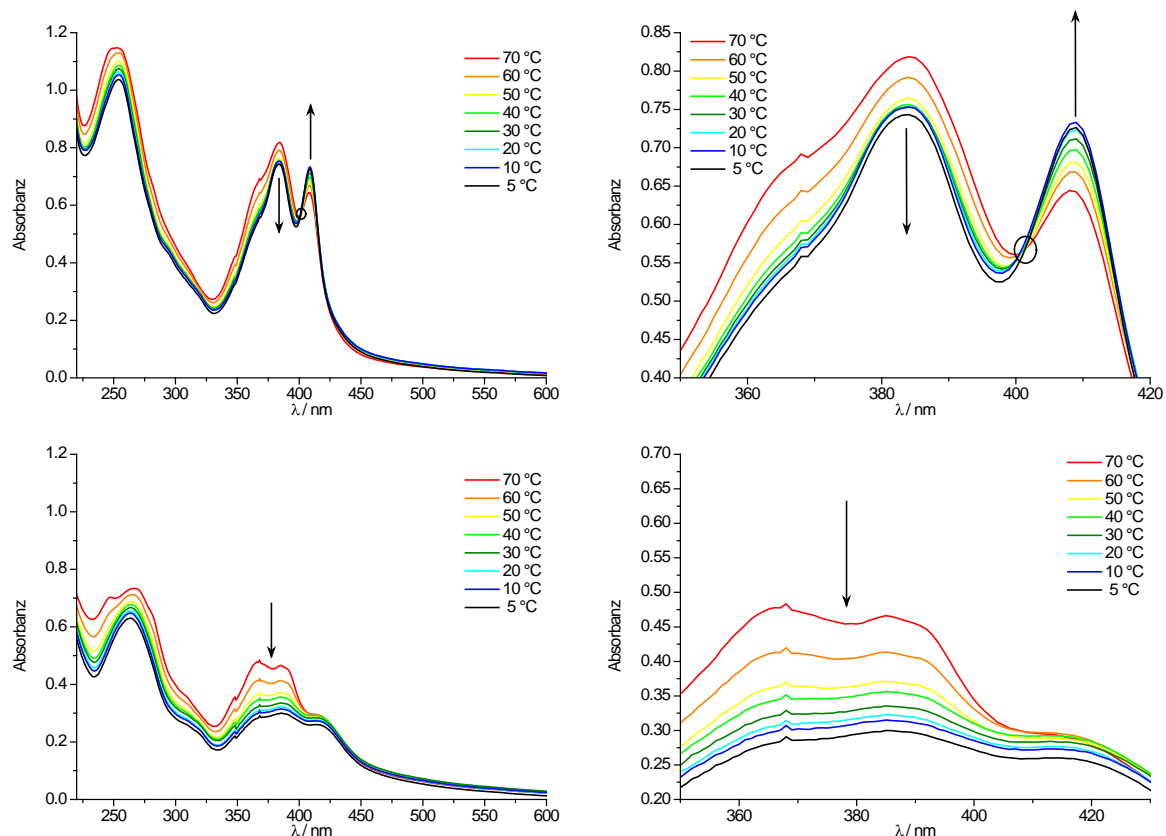 1.2
1.0
0.8
0.6
0.4
0.2
0.0
Absorbanz
70 °C
60 °C
50 °C
40 °C
30 °C
20 °C
10 °C
5 °C
250 300 350 400 450 500 550 600
λ / nm
0.85
0.80
0.75
0.70
0.65
0.60
0.55
0.50
0.45
0.40
Absorbanz
70 °C
60 °C
50 °C
40 °C
30 °C
20 °C
10 °C
5 °C
360 380 400 420
λ / nm
1.2
1.0
0.8
0.6
0.4
0.2
0.0
Absorbanz
70 °C
60 °C
50 °C
40 °C
30 °C
20 °C
10 °C
5 °C
250 300 350 400 450 500 550 600
λ / nm
0.70
0.65
0.60
0.55
0.50
0.45
0.40
0.35
0.30
0.25
0.20
Absorbanz
70 °C
60 °C
50 °C
40 °C
30 °C
20 °C
10 °C
5 °C
360 380 400 420
λ / nm